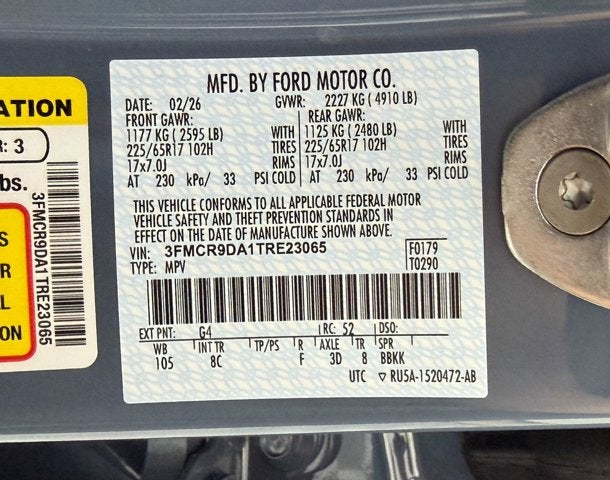 ATION
R: 3
bs.
S
R
L
ON
3FMCR9DA1TRE23065
MFD. BY FORD MOTOR CO.
DATE: 02/26 GVWR: 2227 KG ( 4910 LB)
FRONT GAWR: REAR GAWR:
1177 KG ( 2595 LB) WITH 1125 KG ( 2480 LB) WITH
225/65R17 102H TIRES 225/65R17 102H TIRES
17x7.0J RIMS 17x7.0J RIMS
AT 230 kPa/ 33 PSI COLD AT 230 kPa/ 33 PSI COLD
THIS VEHICLE CONFORMS TO ALL APPLICABLE FEDERAL MOTOR
VEHICLE SAFETY AND THEFT PREVENTION STANDARDS IN
EFFECT ON THE DATE OF MANUFACTURE SHOWN ABOVE.
VIN: 3FMCR9DA1TRE23065 F0179
TYPE: MPV T0290
EXT PNT: G4 RC: 52 DSO:
WB INT TR TP/PS R AXLE TR SPR
105 8C F 3D 8 BBKK
UTC ▽ RU5A-1520472-AB